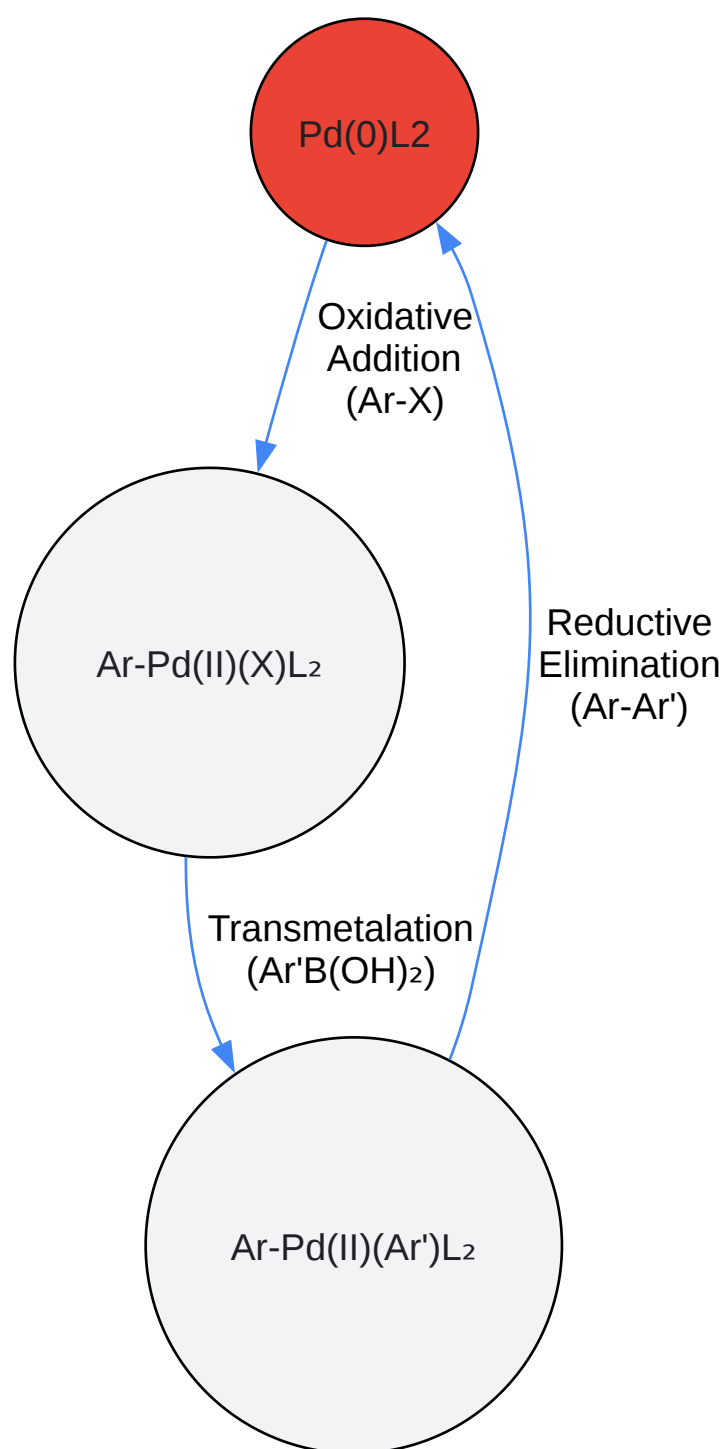 Pd(0)L2
Oxidative
Addition
(Ar-X)
Ar-Pd(II)(X)L₂
Reductive
Elimination
(Ar-Ar')
Transmetalation
(Ar'B(OH)₂)
Ar-Pd(II)(Ar')L₂